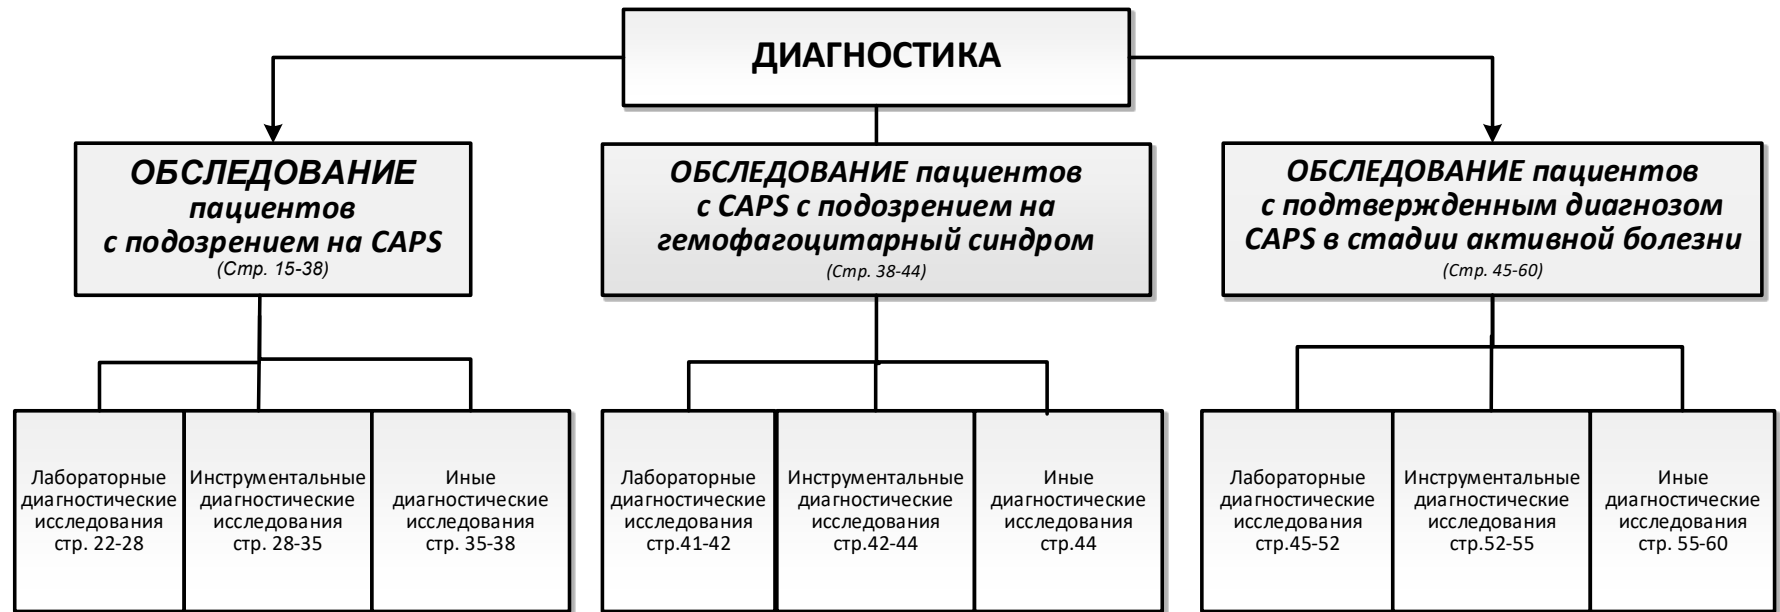 ДИАГНОСТИКА
ОБСЛЕДОВАНИЕ
пациентов
с подозрением на CAPS
(Стр. 15-38)
ОБСЛЕДОВАНИЕ пациентов
с CAPS с подозрением на
гемофагоцитарный синдром
(Стр. 38-44)
ОБСЛЕДОВАНИЕ пациентов
с подтвержденным диагнозом
CAPS в стадии активной болезни
(Стр. 45-60)
Лабораторные
диагностические
исследования
стр. 22-28
Инструментальные
диагностические
исследования
стр. 28-35
Иные
диагностические
исследования
стр. 35-38
Лабораторные
диагностические
исследования
стр.41-42
Инструментальные
диагностические
исследования
стр.42-44
Иные
диагностические
исследования
стр.44
Лабораторные
диагностические
исследования
стр.45-52
Инструментальные
диагностические
исследования
стр.52-55
Иные
диагностические
исследования
стр. 55-60